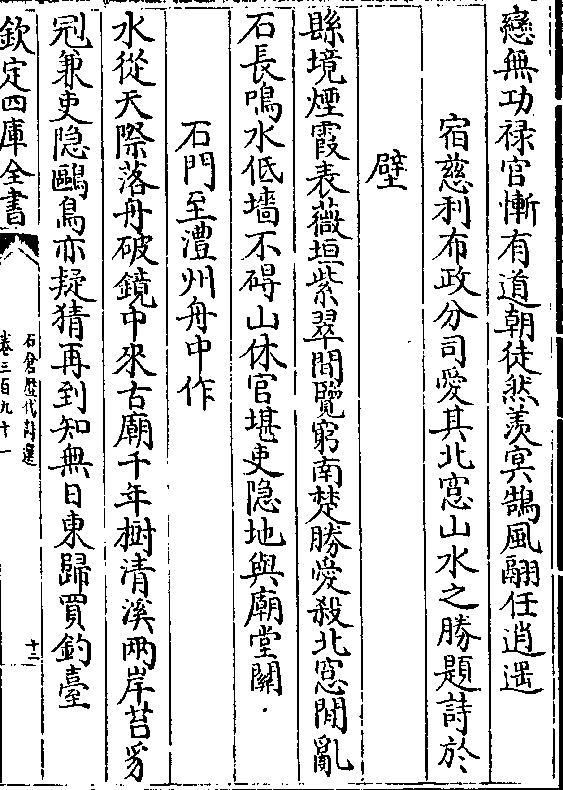 戀無功祿官慚有道朝徒然羨冥鵠風翮任逍遥
宿慈利布政分司愛其北窓山水之勝題詩於
壁
縣境煙霞表薇垣紫翠間覽窮南楚勝愛殺北窓閒亂
石長鳴水低墻不碍山休官堪吏隐地與廟堂關
石門至澧州舟中作
水從天際落舟破鏡中來古廟千年樹清溪兩岸苔豸
冠兼吏隐鷗鳥亦疑猜再到知無日東歸買釣臺
欽定四庫全書
石倉歴代詩選
卷三百九十一
十二